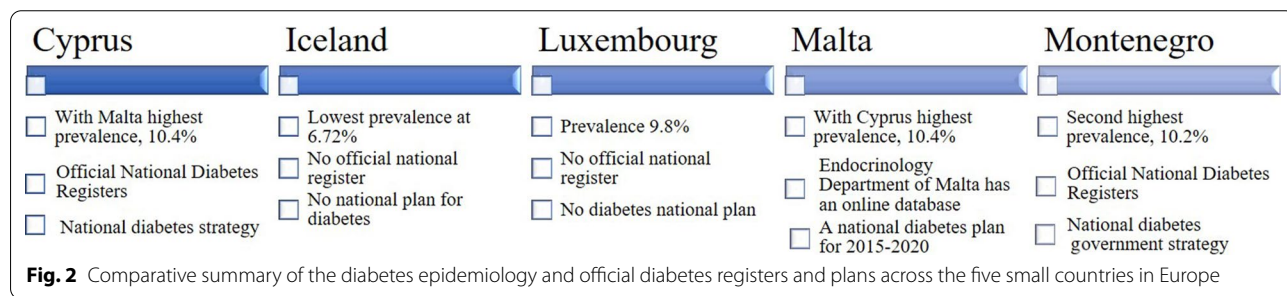 Cyprus
With Malta highest
prevalence, 10.4%
Official National Diabetes
Registers
National diabetes strategy
Iceland
Lowest prevalence at
6.72%
No official national
register
No national plan for
diabetes
Luxembourg
Prevalence 9.8%
No official national
register
No diabetes national plan
Malta
With Cyprus highest
prevalence, 10.4%
Endocrinology
Department of Malta has
an online database
A national diabetes plan
for 2015-2020
Montenegro
Second highest
prevalence, 10.2%
Official National Diabetes
Registers
National diabetes
government strategy
Fig. 2 Comparative summary of the diabetes epidemiology and official diabetes registers and plans across the five small countries in Europe